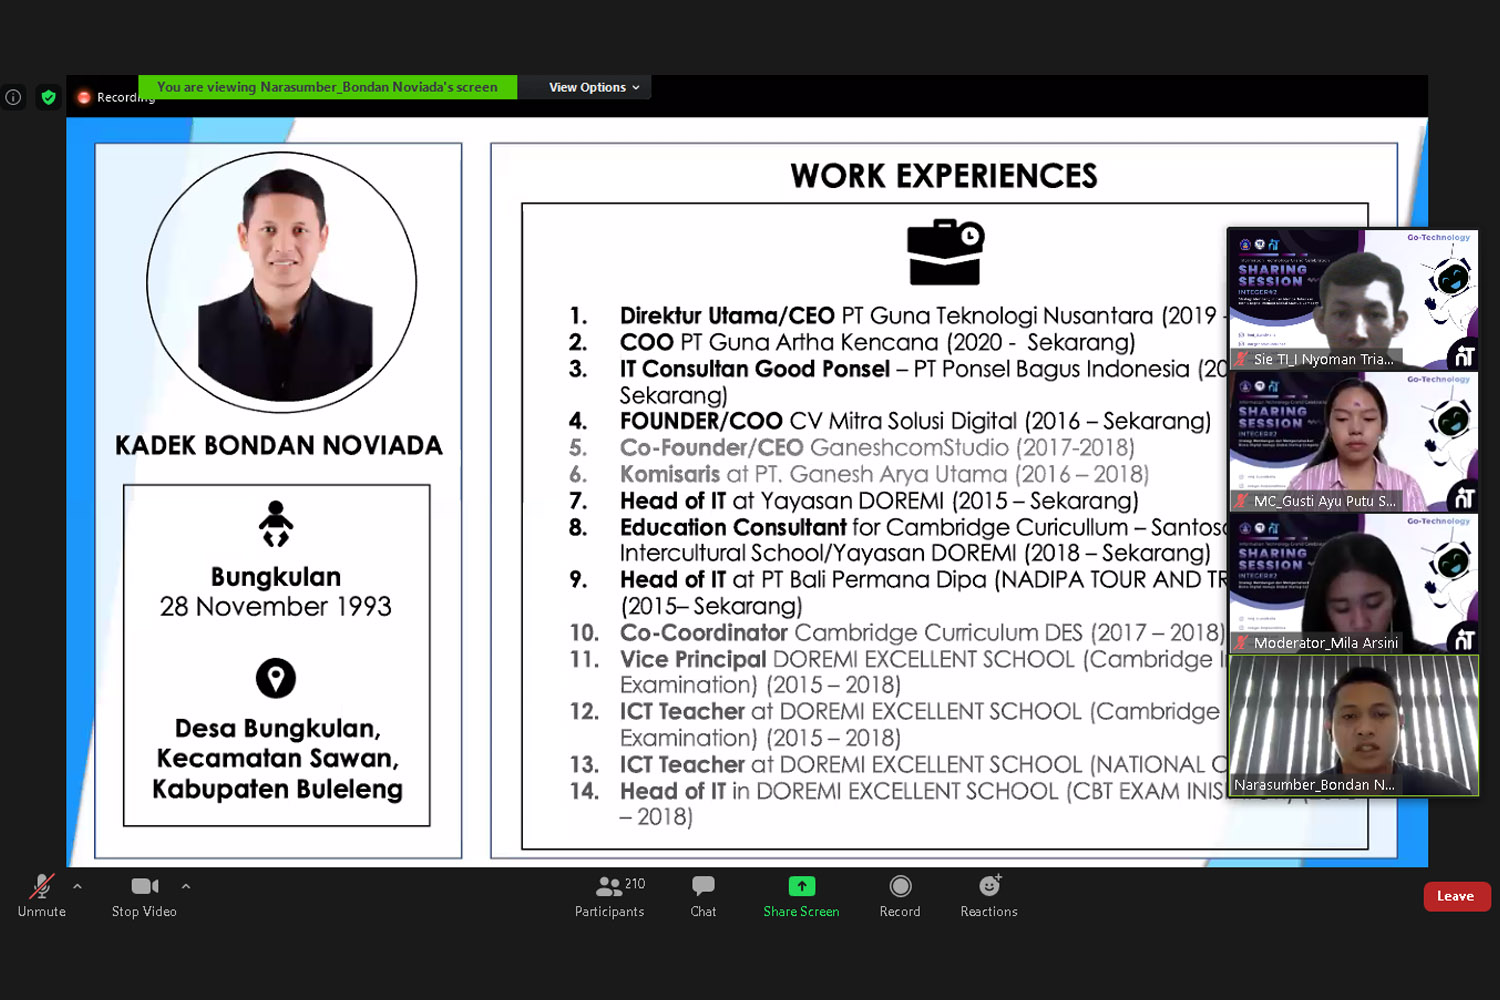 Recording
You are viewing Narasumber_Bondan Noviada's screen
View Options
KADEK BONDAN NOVIADA
Bungkulan
28 November 1993
Desa Bungkulan,
Kecamatan Sawan,
Kabupaten Buleleng
WORK EXPERIENCES
1. Direktur Utama/CEO PT Guna Teknologi Nusantara (2019 -
2. COO PT Guna Artha Kencana (2020 - Sekarang)
3. IT Consultan Good Ponsel – PT Ponsel Bagus Indonesia (20
Sekarang)
4. FOUNDER/COO CV Mitra Solusi Digital (2016 – Sekarang)
5. Co-Founder/CEO GaneshcomStudio (2017-2018)
6. Komisaris at PT. Ganesh Arya Utama (2016 – 2018)
7. Head of IT at Yayasan DOREMI (2015 – Sekarang)
8. Education Consultant for Cambridge Curicullum – Santoso
Intercultural School/Yayasan DOREMI (2018 – Sekarang)
9. Head of IT at PT Bali Permana Dipa (NADIPA TOUR AND TR
(2015– Sekarang)
10. Co-Coordinator Cambridge Curriculum DES (2017 – 2018)
11. Vice Principal DOREMI EXCELLENT SCHOOL (Cambridge
Examination) (2015 – 2018)
12. ICT Teacher at DOREMI EXCELLENT SCHOOL (Cambridge
Examination) (2015 – 2018)
13. ICT Teacher at DOREMI EXCELLENT SCHOOL (NATIONAL C
14. Head of IT in DOREMI EXCELLENT SCHOOL (CBT EXAM
– 2018)
Go-Technology
SHARING
SESSION
INTEGER#2
Sie TI_I Nyoman Tria...
Go-Technology
SHARING
SESSION
INTEGER#2
MC_Gusti Ayu Putu S...
Go-Technology
SHARING
SESSION
INTEGER#2
Moderator_Mila Arsini
Narasumber_Bondan N...
Unmute
Stop Video
210
Participants
Chat
Share Screen
Record
Reactions
Leave